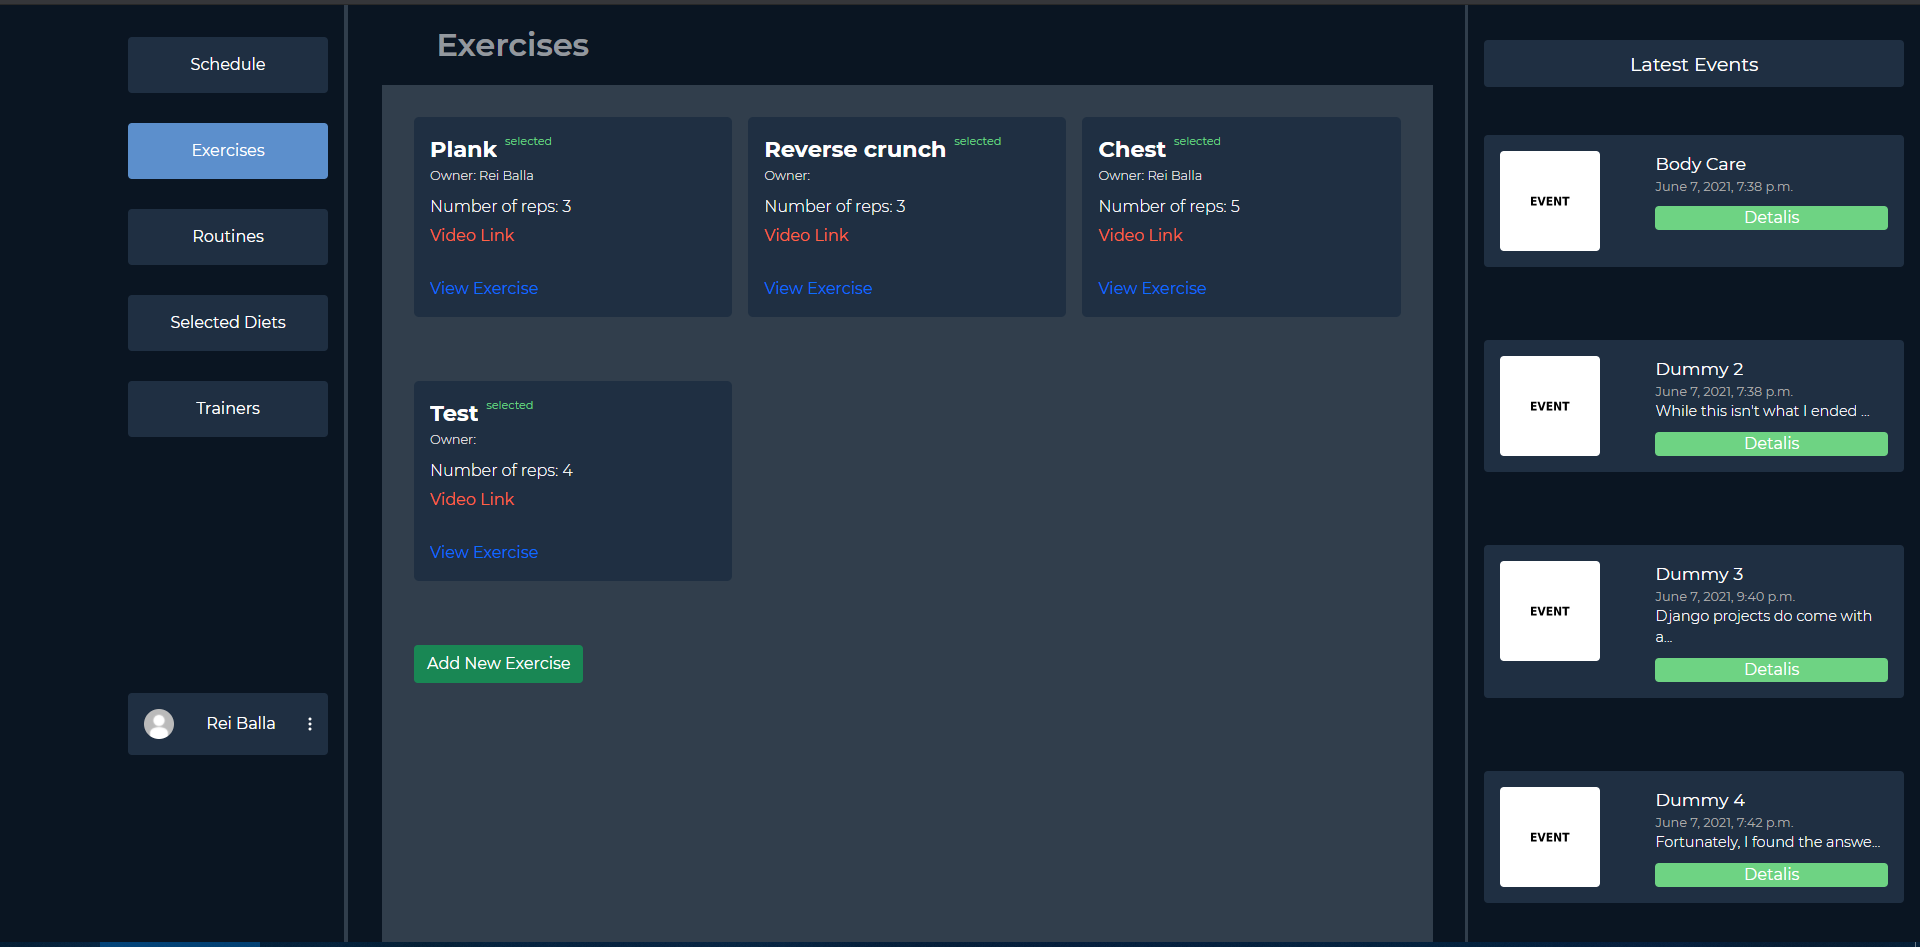 Schedule
Exercises
Routines
Selected Diets
Trainers
Rei Balla
Exercises
Plank selected
Owner: Rei Balla
Number of reps: 3
Video Link
View Exercise
Reverse crunch selected
Owner:
Number of reps: 3
Video Link
View Exercise
Chest selected
Owner: Rei Balla
Number of reps: 5
Video Link
View Exercise
Test selected
Owner:
Number of reps: 4
Video Link
View Exercise
Add New Exercise
Latest Events
EVENT
Body Care
June 7, 2021, 7:38 p.m.
Detalis
EVENT
Dummy 2
June 7, 2021, 7:38 p.m.
While this isn't what I ended ...
Detalis
EVENT
Dummy 3
June 7, 2021, 9:40 p.m.
Django projects do come with
a...
Detalis
EVENT
Dummy 4
June 7, 2021, 7:42 p.m.
Fortunately, I found the answe...
Detalis